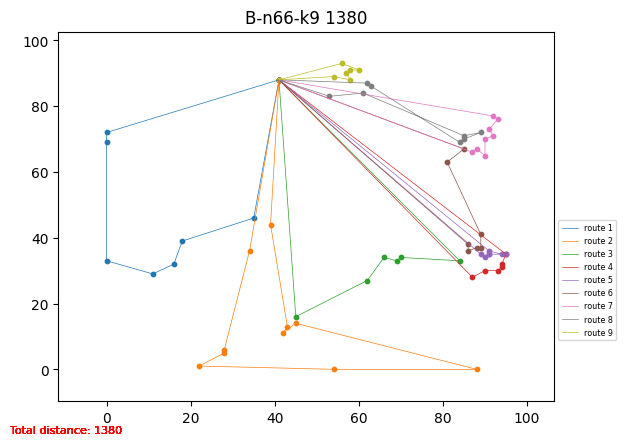 B-n66-k9 1380
100
80
60
40
20
0
0 20 40 60 80 100
route 1
route 2
route 3
route 4
route 5
route 6
route 7
route 8
route 9
Total distance: 1380